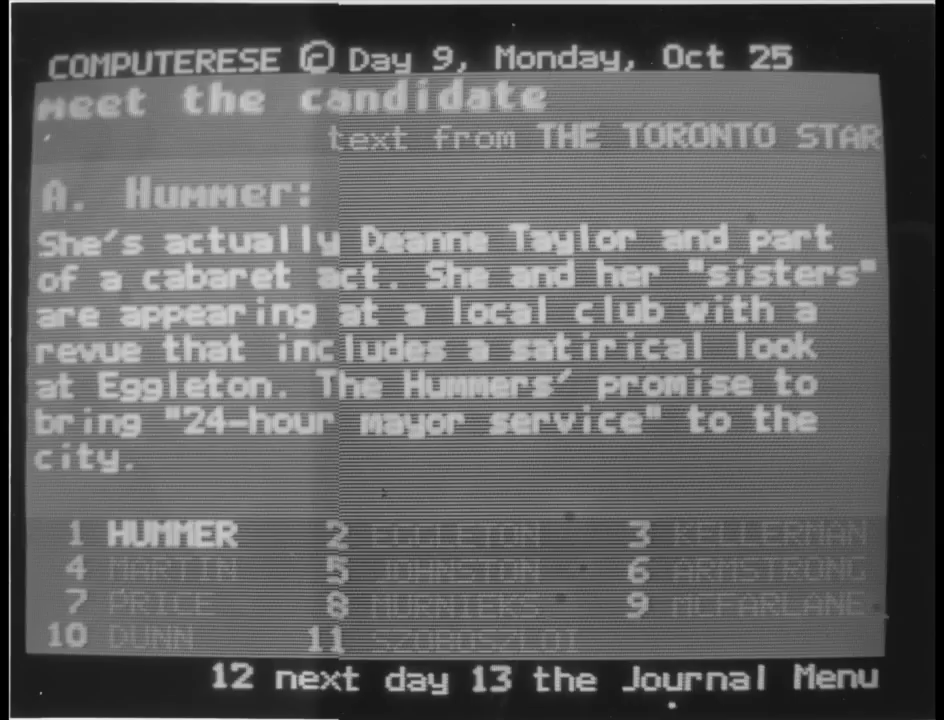 COMPUTERESE © Day 9, Monday, Oct 25
meet the candidate
text from THE TORONTO STAR
A. Hummer:
She's actually Deanne Taylor and part
of a cabaret act. She and her "sisters"
are appearing at a local club with a
revue that includes a satirical look
at Eggleton. The Hummers' promise to
bring "24-hour mayor service" to the
city.
1 HUMMER 2 EGGLETON 3 KELLERMAN
4 MARTIN 5 JOHNSTON 6 ARMSTRONG
7 PRICE 8 MURNIEKS 9 MCFARLANE
10 DUNN 11 SZOBOSZLOI
12 next day 13 the Journal Menu